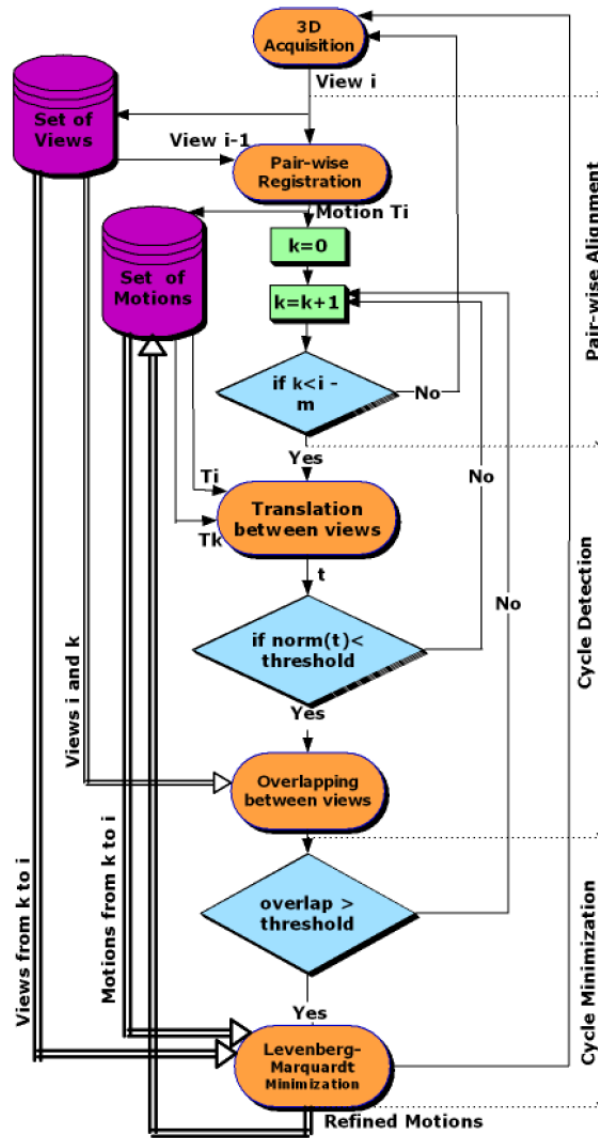 3D
Acquisition
View i
Set of
Views
View i-1
Pair-wise
Registration
Motion Ti
k=0
Set of
Motions
k=k+1
if k<i -
m
No
Pair-wise Alignment
Yes
No
Ti
Translation
between views
Tk
t
No
if norm(t)<
threshold
Cycle Detection
Yes
Views i and k
Overlapping
between views
overlap >
threshold
Views from k to i
Motions from k to i
Cycle Minimization
Yes
Levenberg-
Marquardt
Minimization
Refined Motions